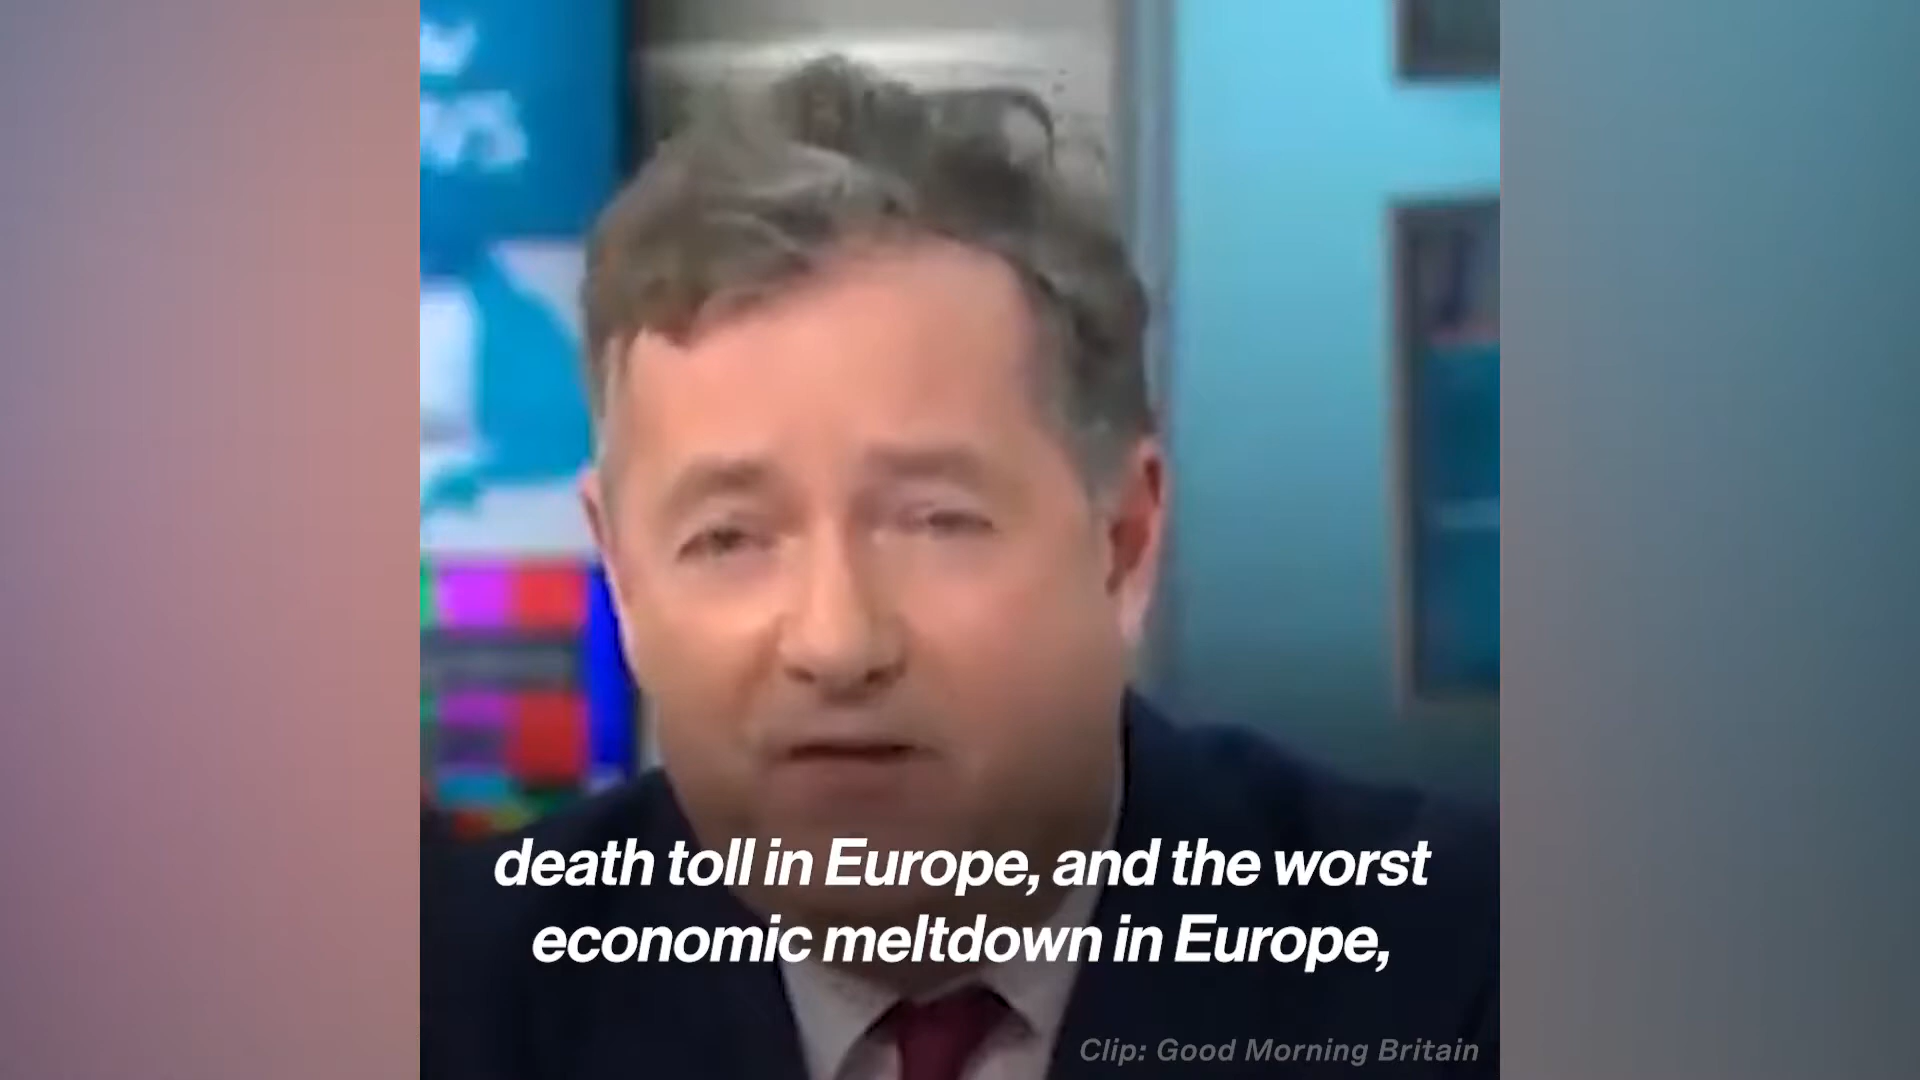 death toll in Europe, and the worst
economic meltdown in Europe,
Clip: Good Morning Britain